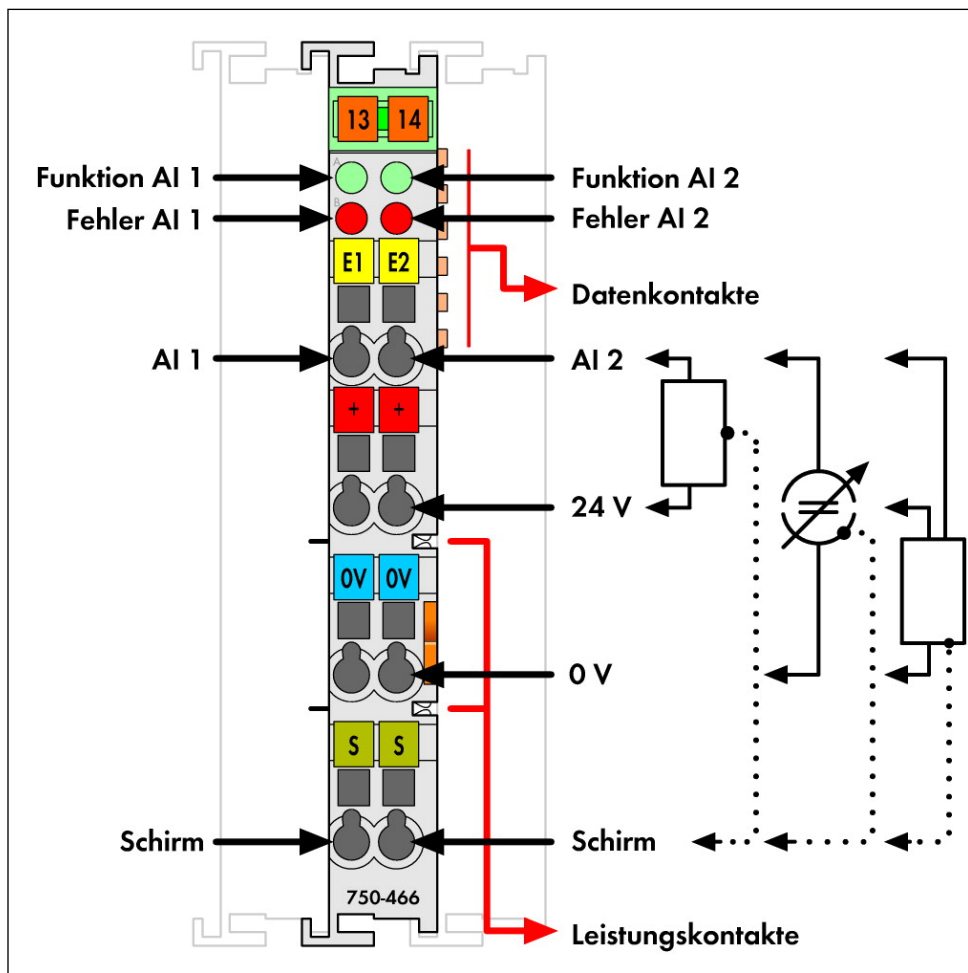 13 14
A
Funktion AI 1
Funktion AI 2
B
Fehler AI 1
Fehler AI 2
E1 E2
Datenkontakte
AI 1
AI 2
+ +
24 V
0V 0V
0 V
S S
Schirm
Schirm
750-466
Leistungskontakte